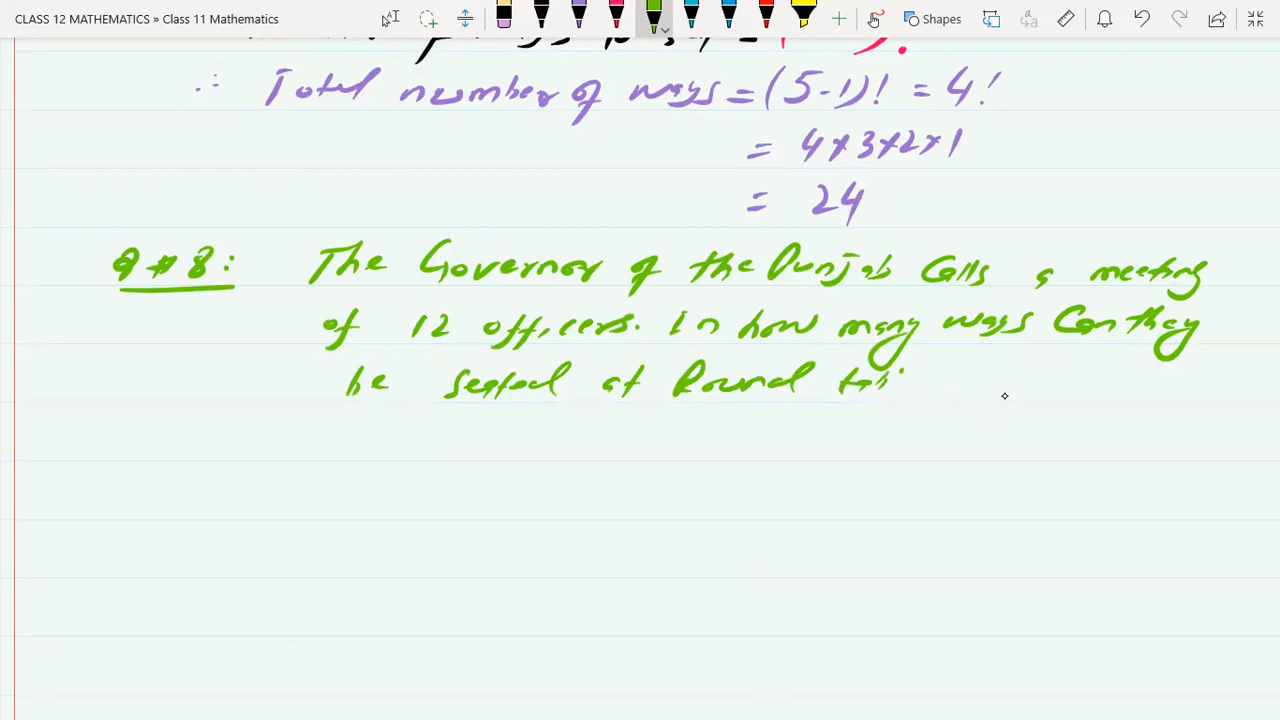 CLASS 12 MATHEMATICS » Class 11 Mathematics
Shapes
∴ Total number of ways = (5-1)! = 4!
= 4×3×2×1
= 24
Q # 8: The Governor of the Punjab Calls a meeting
of 12 officers. In how many ways Can they
be seated at Round